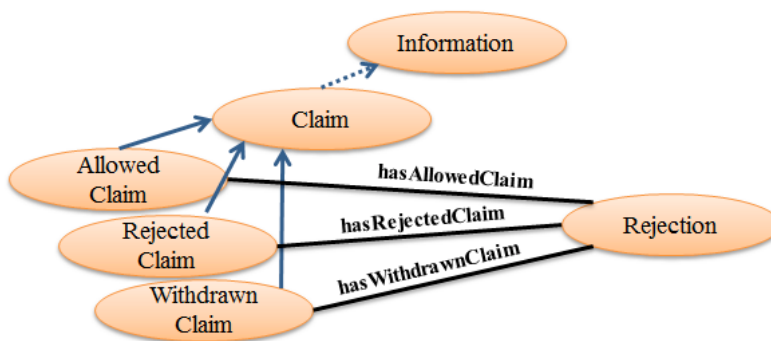 Information
Claim
Allowed
Claim
hasAllowedClaim
Rejected
Claim
hasRejectedClaim
Rejection
Withdrawn
Claim
hasWithdrawnClaim